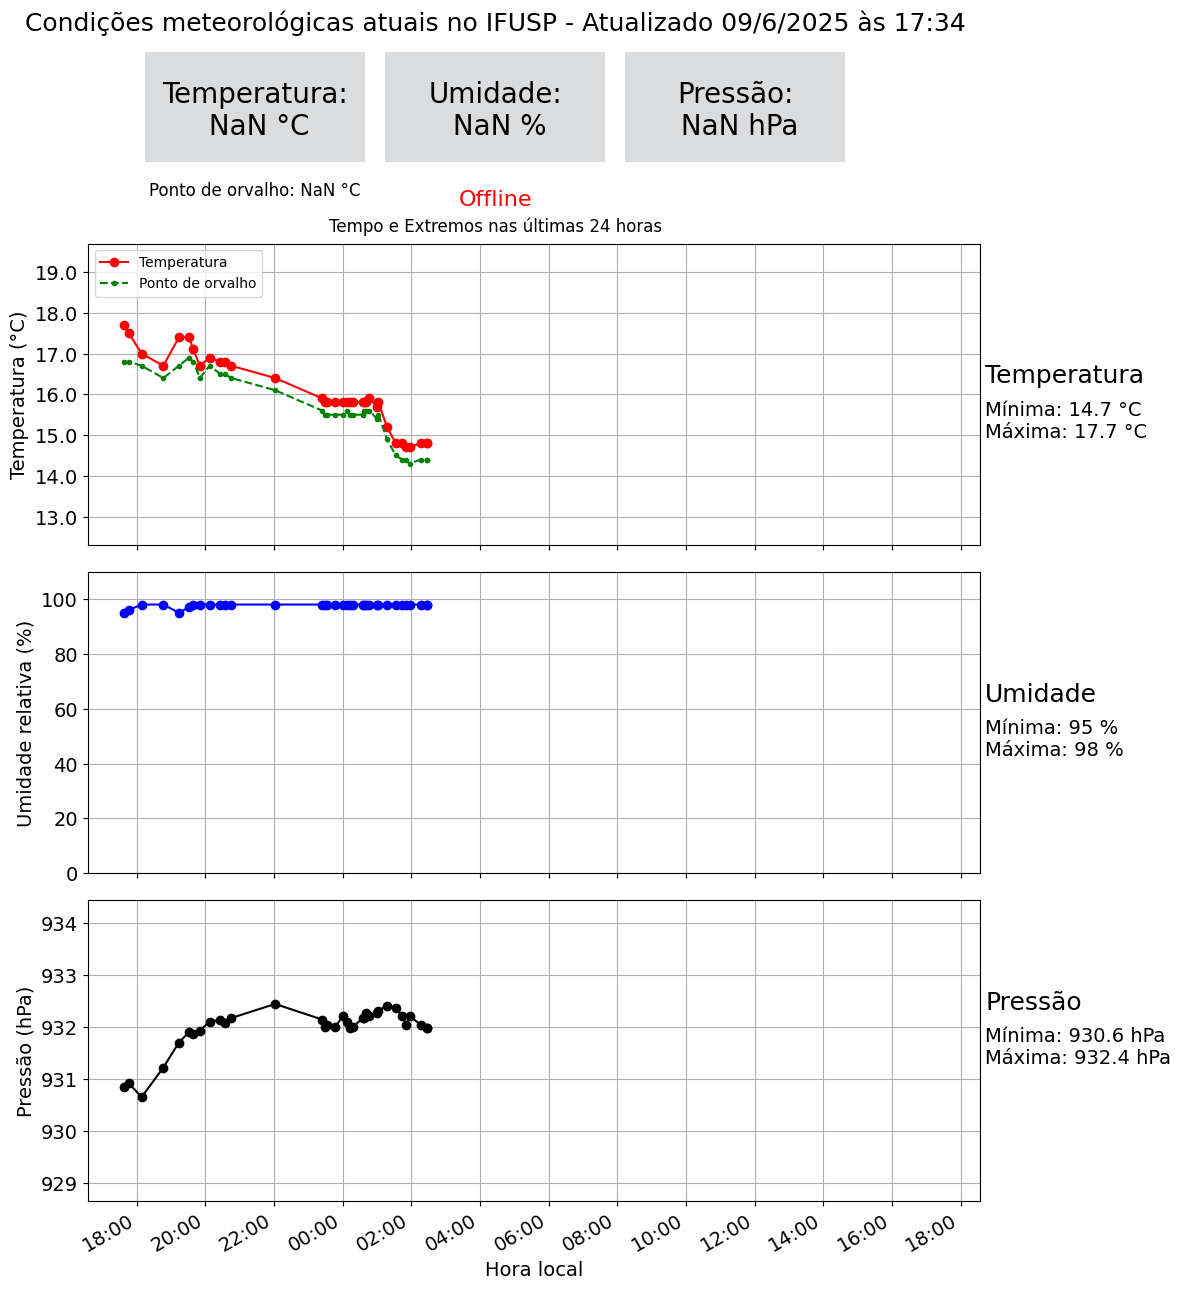 Condições meteorológicas atuais no IFUSP - Atualizado 09/6/2025 às 17:34
Temperatura:
NaN °C
Umidade:
NaN %
Pressão:
NaN hPa
Ponto de orvalho: NaN °C
Offline
Tempo e Extremos nas últimas 24 horas
Temperatura
Ponto de orvalho
Temperatura (°C)
19.0
18.0
17.0
16.0
15.0
14.0
13.0
Temperatura
Mínima: 14.7 °C
Máxima: 17.7 °C
Umidade relativa (%)
100
80
60
40
20
0
Umidade
Mínima: 95 %
Máxima: 98 %
Pressão (hPa)
934
933
932
931
930
929
Pressão
Mínima: 930.6 hPa
Máxima: 932.4 hPa
18:00
20:00
22:00
00:00
02:00
04:00
06:00
08:00
10:00
12:00
14:00
16:00
18:00
Hora local